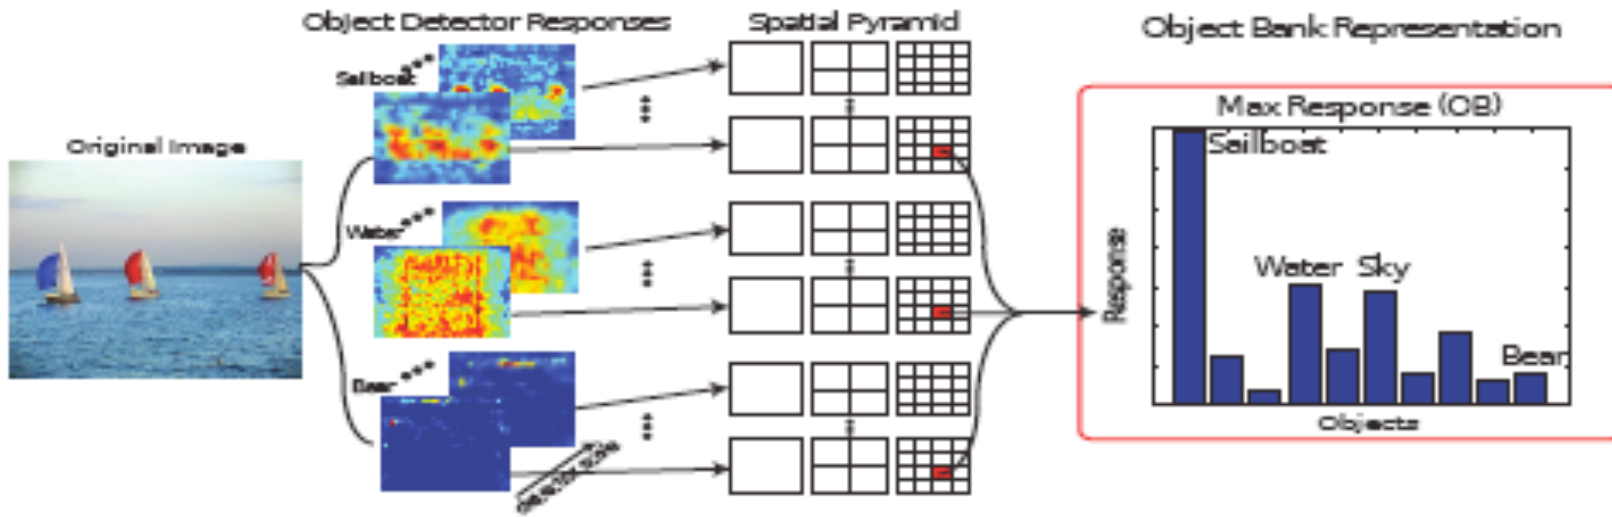 Object Detector Responses
Spatial Pyramid
Object Bank Representation
Original Image
Sailboat
Water
Bear
Max Response (OB)
Sailboat
Water Sky
Bear
Response
Objects